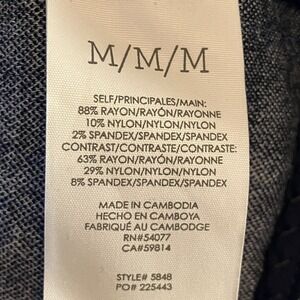 M/M/M
SELF/PRINCIPALES/MAIN:
88% RAYON/RAYÓN/RAYONNE
10% NYLON/NYLON/NYLON
2% SPANDEX/SPANDEX/SPANDEX
CONTRAST/CONTRASTE/CONTRASTE:
63% RAYON/RAYÓN/RAYONNE
29% NYLON/NYLON/NYLON
8% SPANDEX/SPANDEX/SPANDEX
MADE IN CAMBODIA
HECHO EN CAMBOYA
FABRIQUÉ AU CAMBODGE
RN#54077
CA#59814
STYLE# 5848
PO# 225443